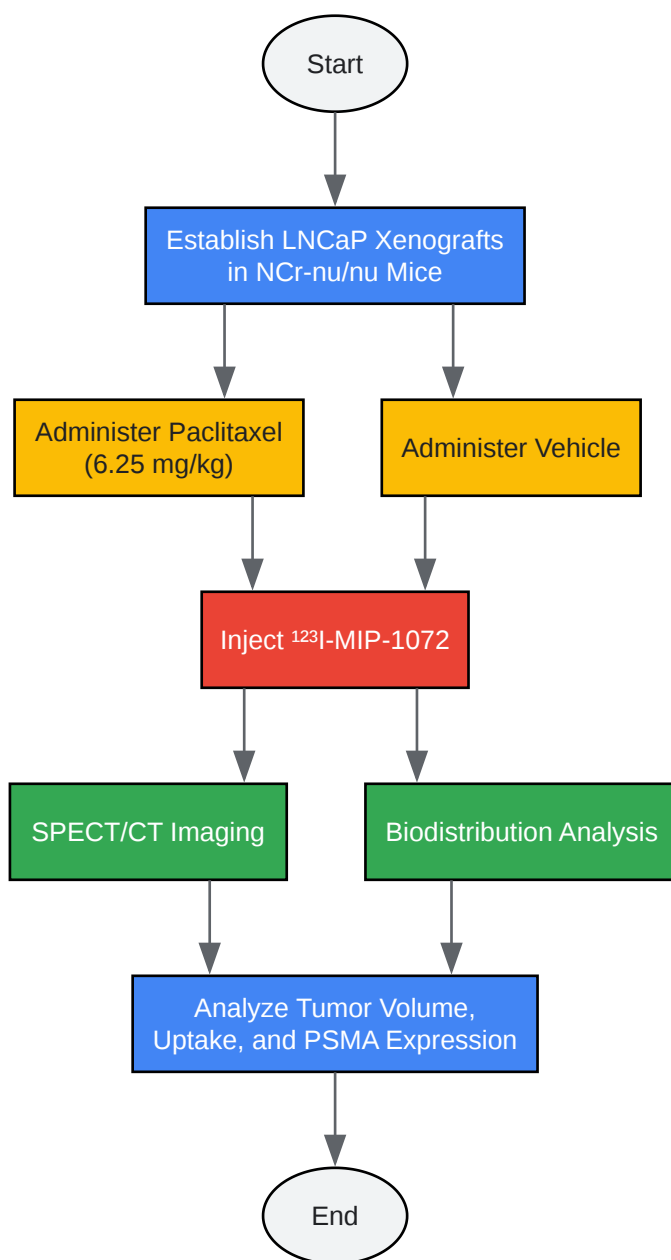 Start
Establish LNCaP Xenografts
in NCr-nu/nu Mice
Administer Paclitaxel
(6.25 mg/kg)
Administer Vehicle
Inject ¹²³I-MIP-1072
SPECT/CT Imaging
Biodistribution Analysis
Analyze Tumor Volume,
Uptake, and PSMA Expression
End